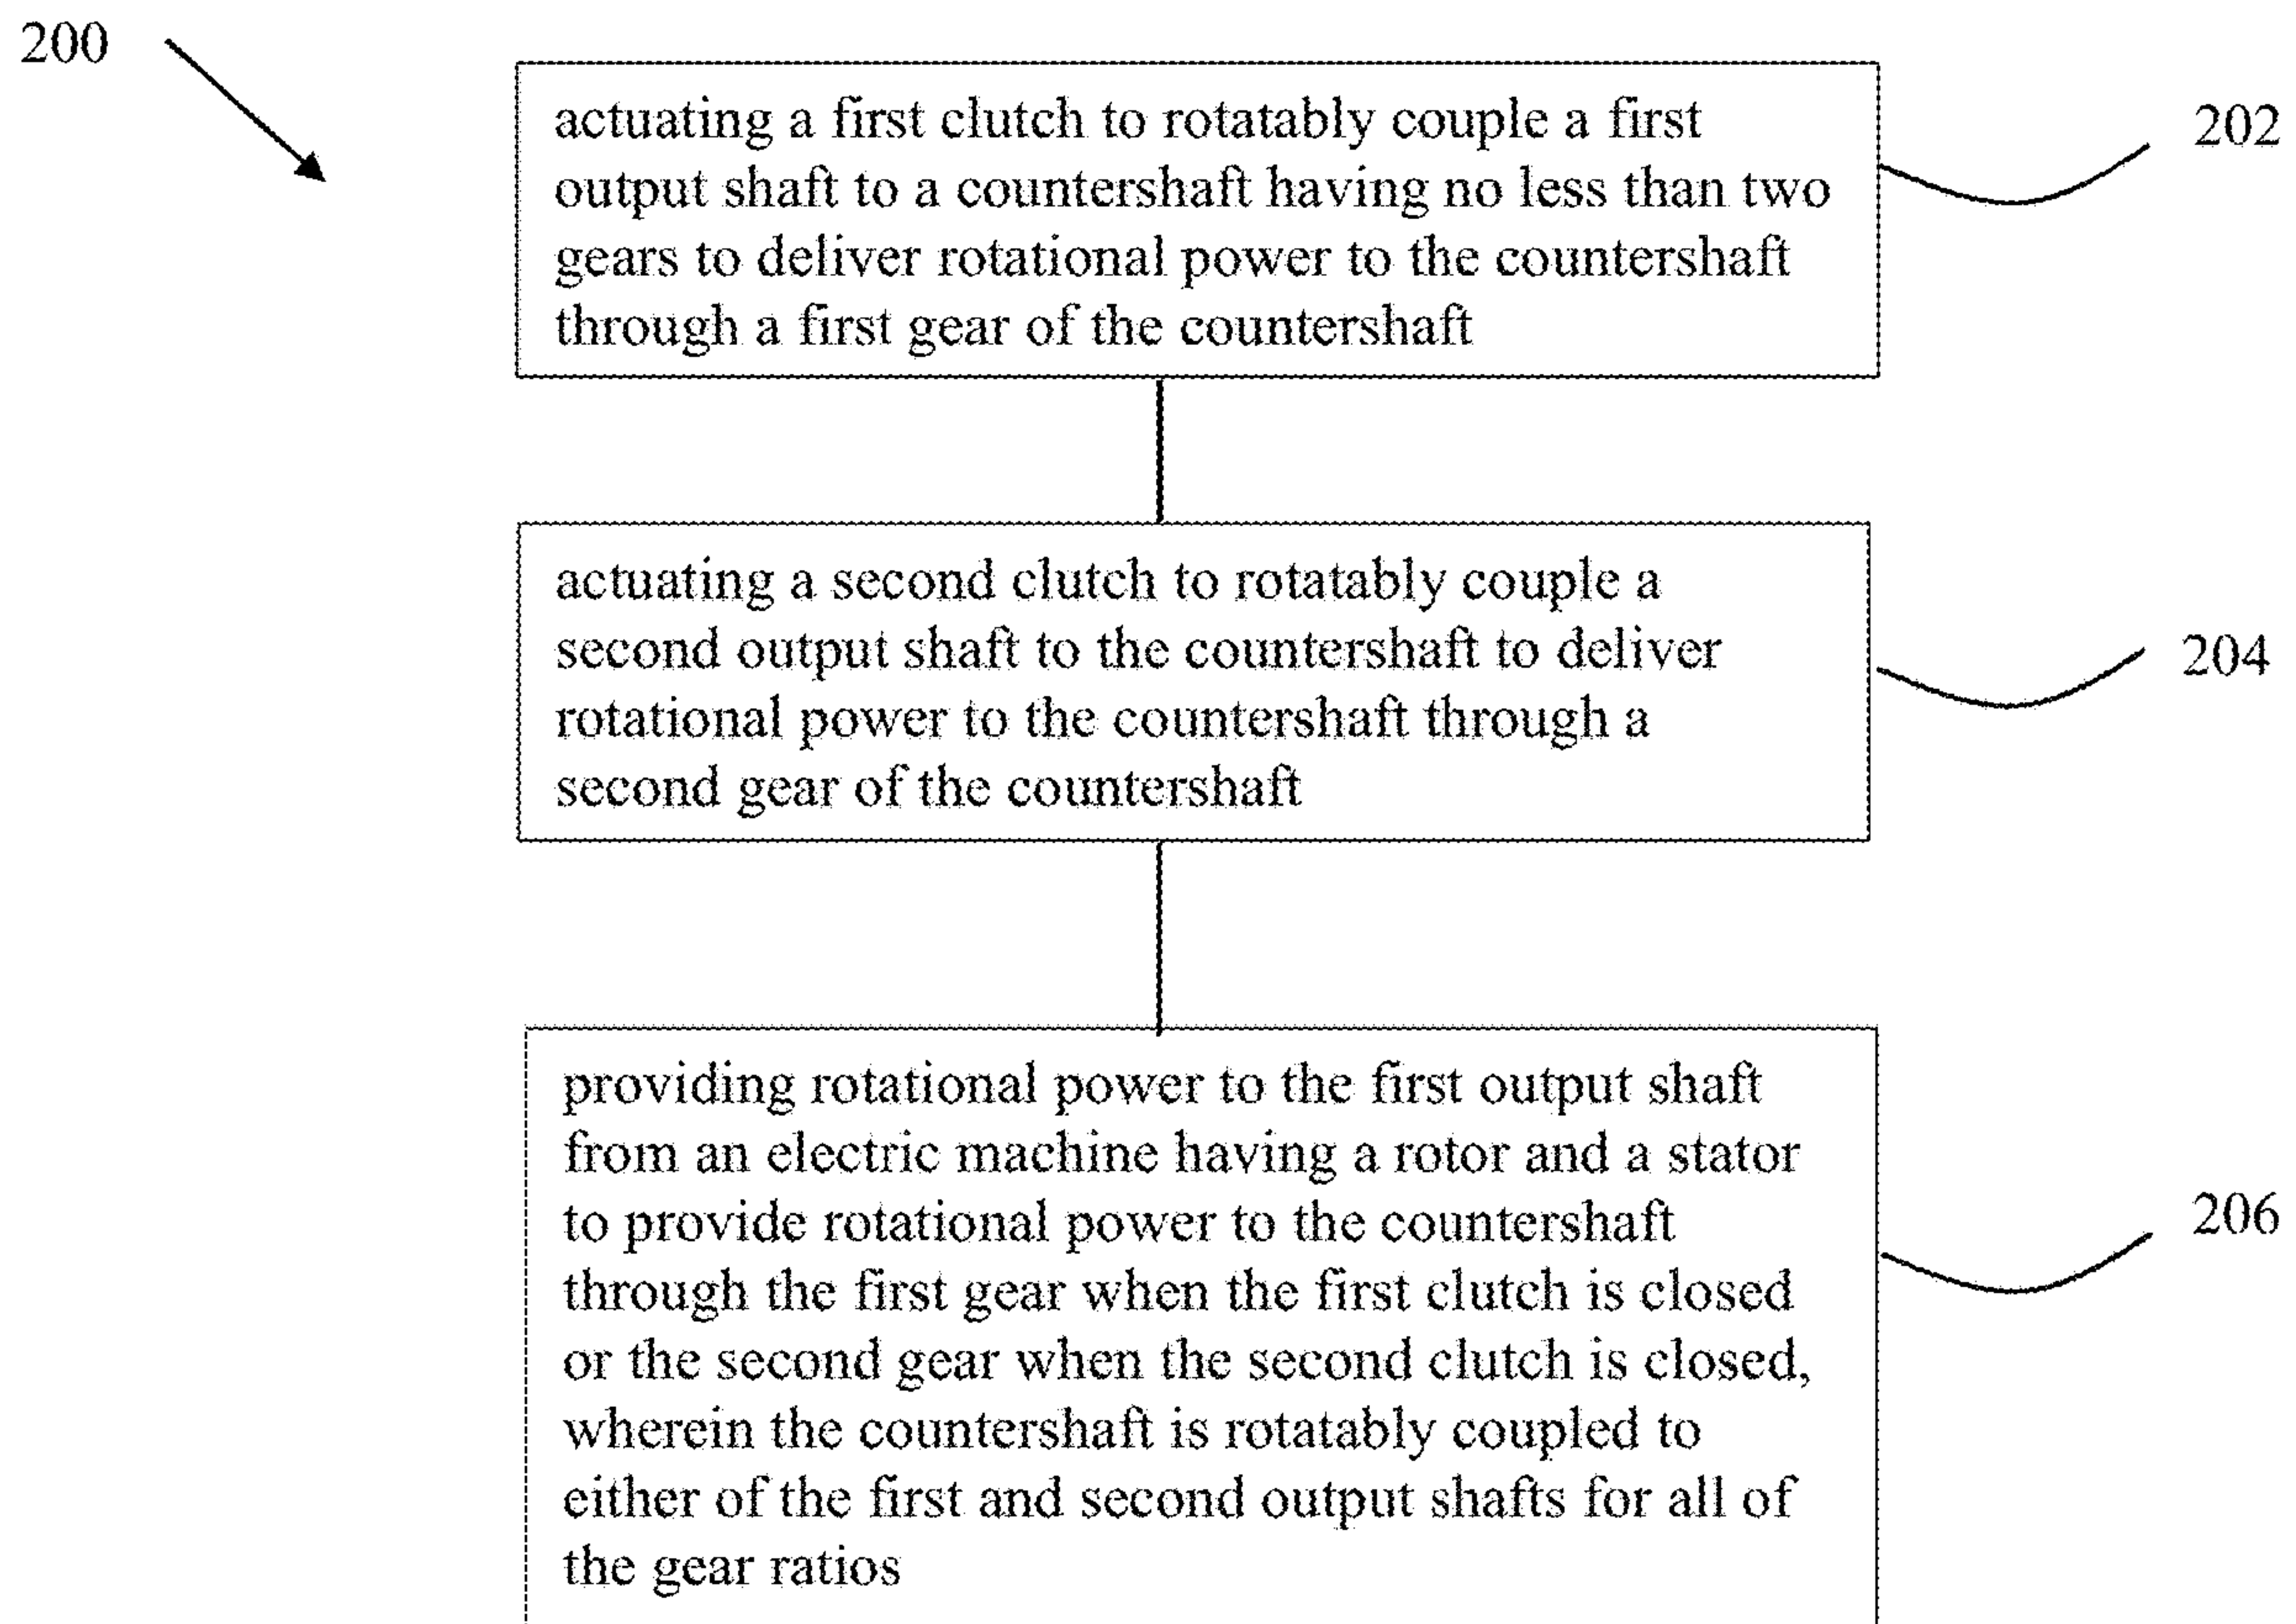 200
actuating a first clutch to rotatably couple a first
output shaft to a countershaft having no less than two
gears to deliver rotational power to the countershaft
through a first gear of the countershaft
202
actuating a second clutch to rotatably couple a
second output shaft to the countershaft to deliver
rotational power to the countershaft through a
second gear of the countershaft
204
providing rotational power to the first output shaft
from an electric machine having a rotor and a stator
to provide rotational power to the countershaft
through the first gear when the first clutch is closed
or the second gear when the second clutch is closed,
wherein the countershaft is rotatably coupled to
either of the first and second output shafts for all of
the gear ratios
206